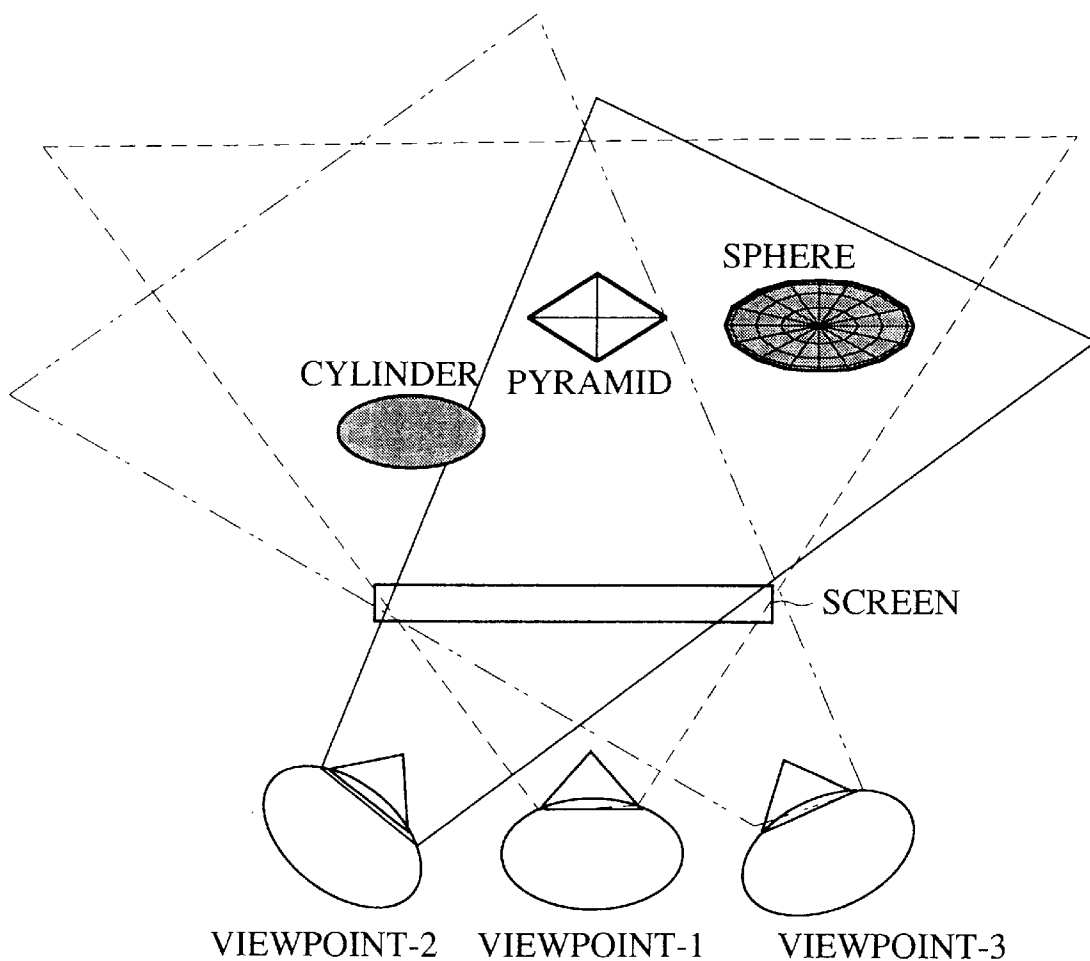 SPHERE
CYLINDER
PYRAMID
SCREEN
VIEWPOINT-2
VIEWPOINT-1
VIEWPOINT-3